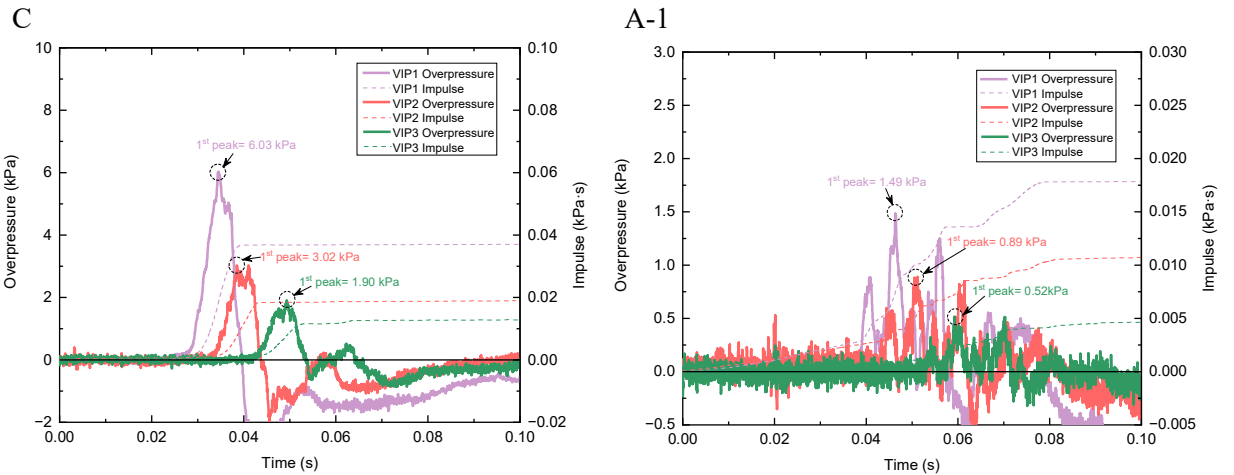 C
10
8
6
4
2
0
−2
Overpressure (kPa)
0.00
0.02
0.04
0.06
0.08
0.10
Time (s)
0.10
0.08
0.06
0.04
0.02
0.00
−0.02
Impulse (kPa·s)
VIP1 Overpressure
VIP1 Impulse
VIP2 Overpressure
VIP2 Impulse
VIP3 Overpressure
VIP3 Impulse
1st peak= 6.03 kPa
1st peak= 3.02 kPa
1st peak= 1.90 kPa
A-1
3.0
2.5
2.0
1.5
1.0
0.5
0.0
−0.5
Overpressure (kPa)
0.00
0.02
0.04
0.06
0.08
0.10
Time (s)
0.030
0.025
0.020
0.015
0.010
0.005
0.000
−0.005
Impulse (kPa·s)
VIP1 Overpressure
VIP1 Impulse
VIP2 Overpressure
VIP2 Impulse
VIP3 Overpressure
VIP3 Impulse
1st peak= 1.49 kPa
1st peak= 0.89 kPa
1st peak= 0.52kPa